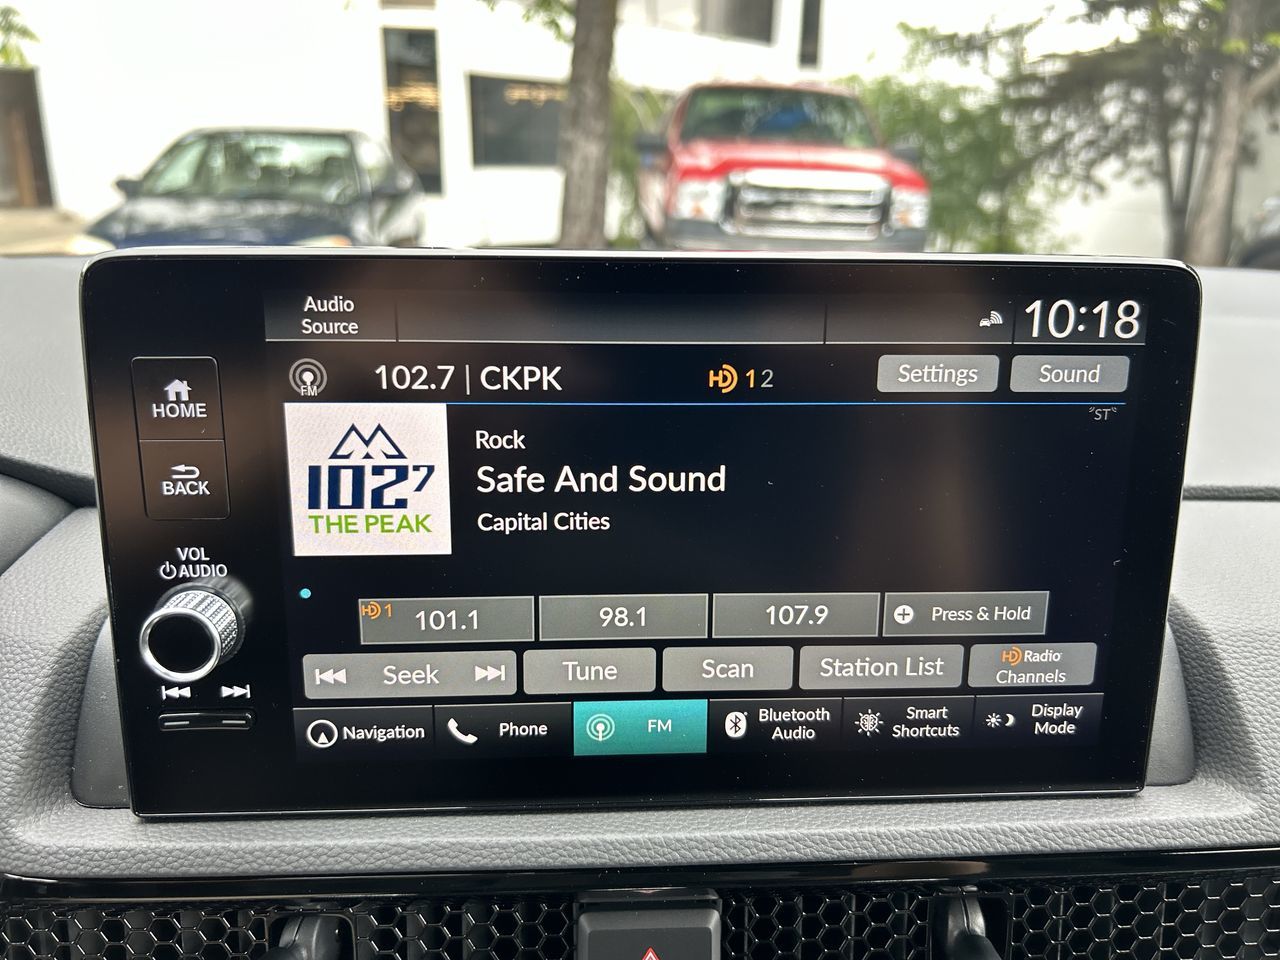 Audio
Source
10:18
HOME
BACK
VOL
AUDIO
FM
102.7 | CKPK
HD 1 2
Settings
Sound
"ST"
102.7
THE PEAK
Rock
Safe And Sound
Capital Cities
HD 1
101.1
98.1
107.9
Press & Hold
Seek
Tune
Scan
Station List
HD Radio
Channels
Navigation
Phone
FM
Bluetooth
Audio
Smart
Shortcuts
Display
Mode